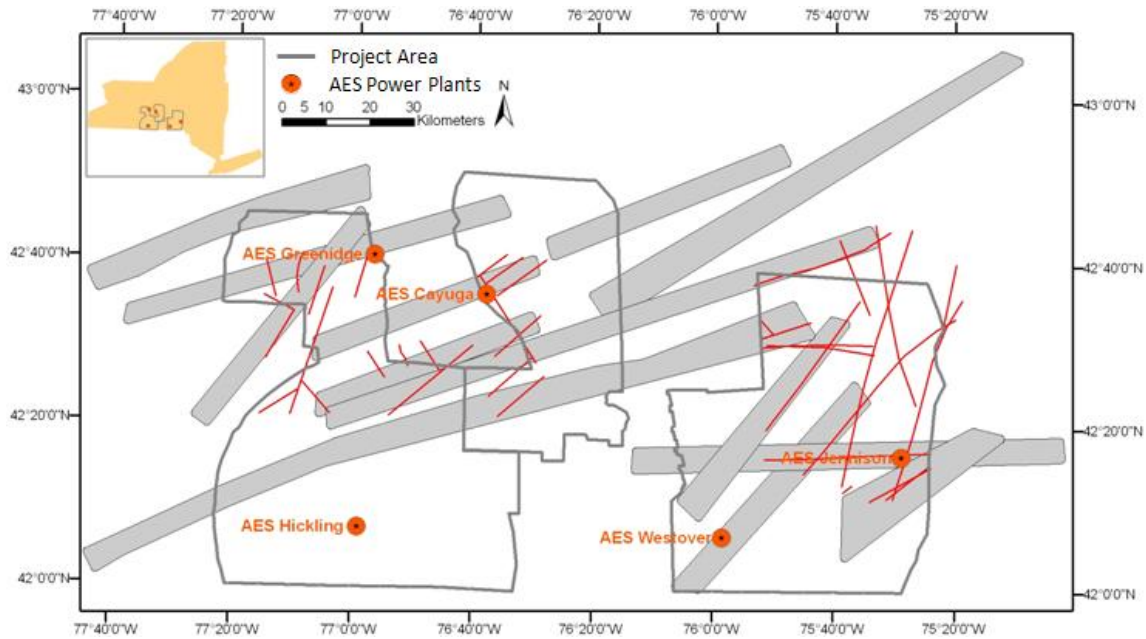 77°40'0"W 77°20'0"W 77°0'0"W 76°40'0"W 76°20'0"W 76°0'0"W 75°40'0"W 75°20'0"W
Project Area
AES Power Plants
N
0 5 10 20 30
Kilometers
43°0'0"N 43°0'0"N
42°40'0"N 42°40'0"N
AES Greenidge
AES Cayuga
42°20'0"N 42°20'0"N
AES Jennison
AES Hickling
AES Westover
42°0'0"N 42°0'0"N
77°40'0"W 77°20'0"W 77°0'0"W 76°40'0"W 76°20'0"W 76°0'0"W 75°40'0"W 75°20'0"W